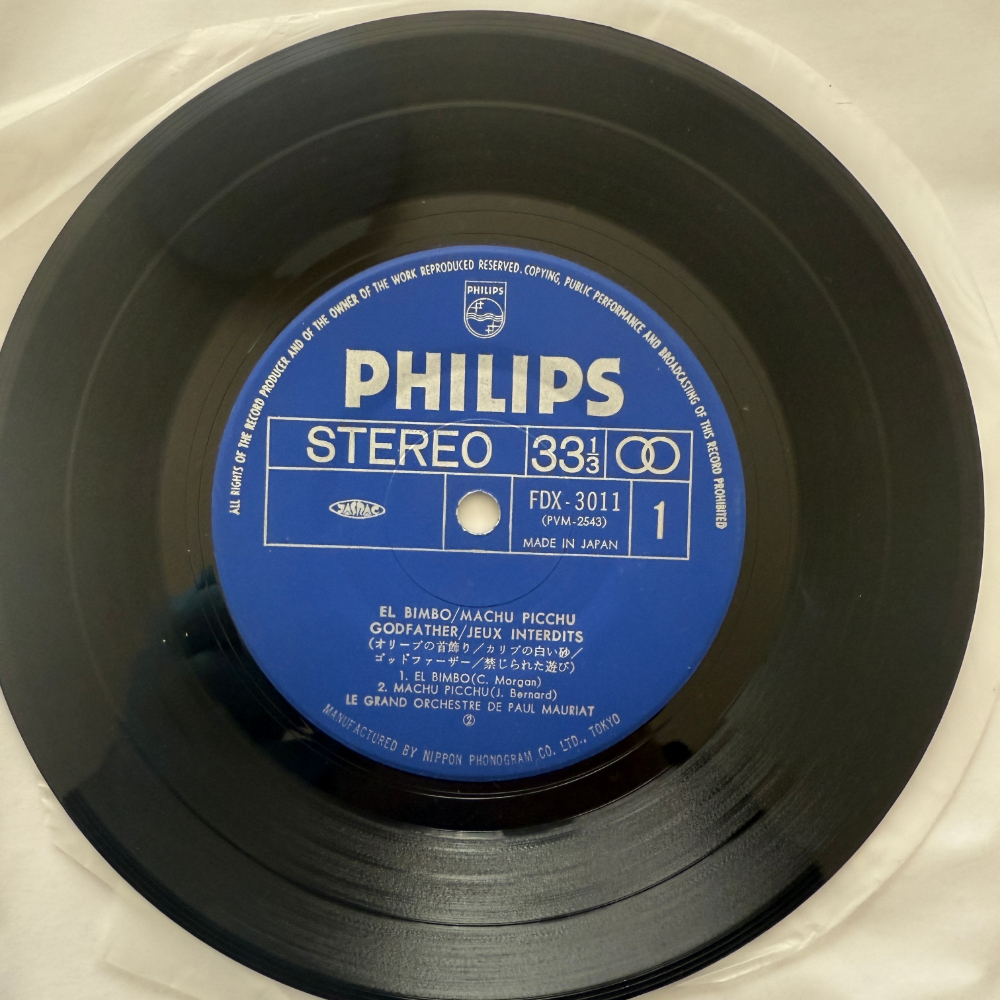 ALL RIGHTS OF THE RECORD PRODUCER AND OF THE OWNER OF THE WORK REPRODUCED RESERVED. COPYING, PUBLIC PERFORMANCE AND BROADCASTING OF THIS RECORD PROHIBITED
PHILIPS
PHILIPS
STEREO 33 1/3
JASRAC
FDX-3011
(PVM-2543)
MADE IN JAPAN
1
EL BIMBO/MACHU PICCHU
GODFATHER/JEUX INTERDITS
(オリーブの首飾り/カリブの白い砂/
ゴッドファーザー/禁じられた遊び)
1. EL BIMBO(C. Morgan)
2. MACHU PICCHU(J. Bernard)
LE GRAND ORCHESTRE DE PAUL MAURIAT
②
MANUFACTURED BY NIPPON PHONOGRAM CO. LTD., TOKYO